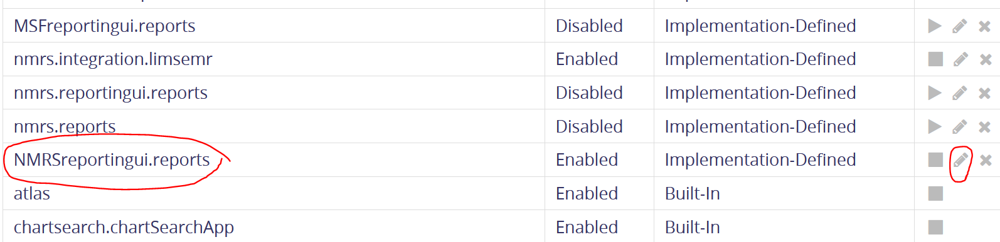 MSFreportingui.reports Disabled Implementation-Defined
nmrs.integration.limsemr Enabled Implementation-Defined
nmrs.reportingui.reports Disabled Implementation-Defined
nmrs.reports Disabled Implementation-Defined
NMRSreportingui.reports Enabled Implementation-Defined
atlas Enabled Built-In
chartsearch.chartSearchApp Enabled Built-In